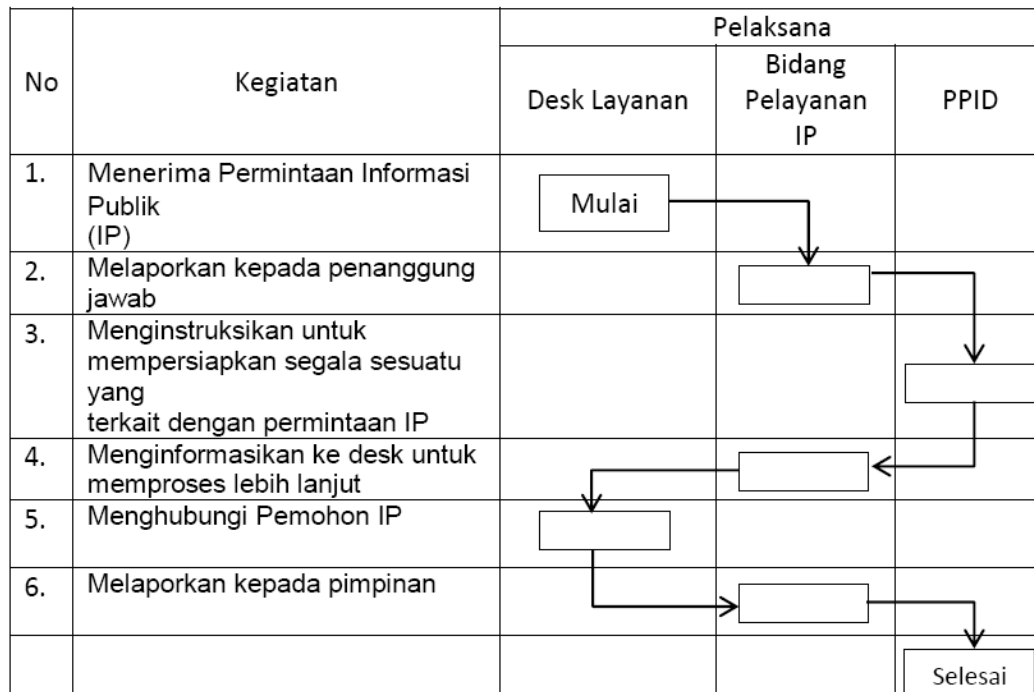 Pelaksana
No
Kegiatan
Desk Layanan
Bidang
Pelayanan
IP
PPID
1.
Menerima Permintaan Informasi
Publik
(IP)
Mulai
2.
Melaporkan kepada penanggung
jawab
3.
Menginstruksikan untuk
mempersiapkan segala sesuatu
yang
terkait dengan permintaan IP
4.
Menginformasikan ke desk untuk
memproses lebih lanjut
5.
Menghubungi Pemohon IP
6.
Melaporkan kepada pimpinan
Selesai